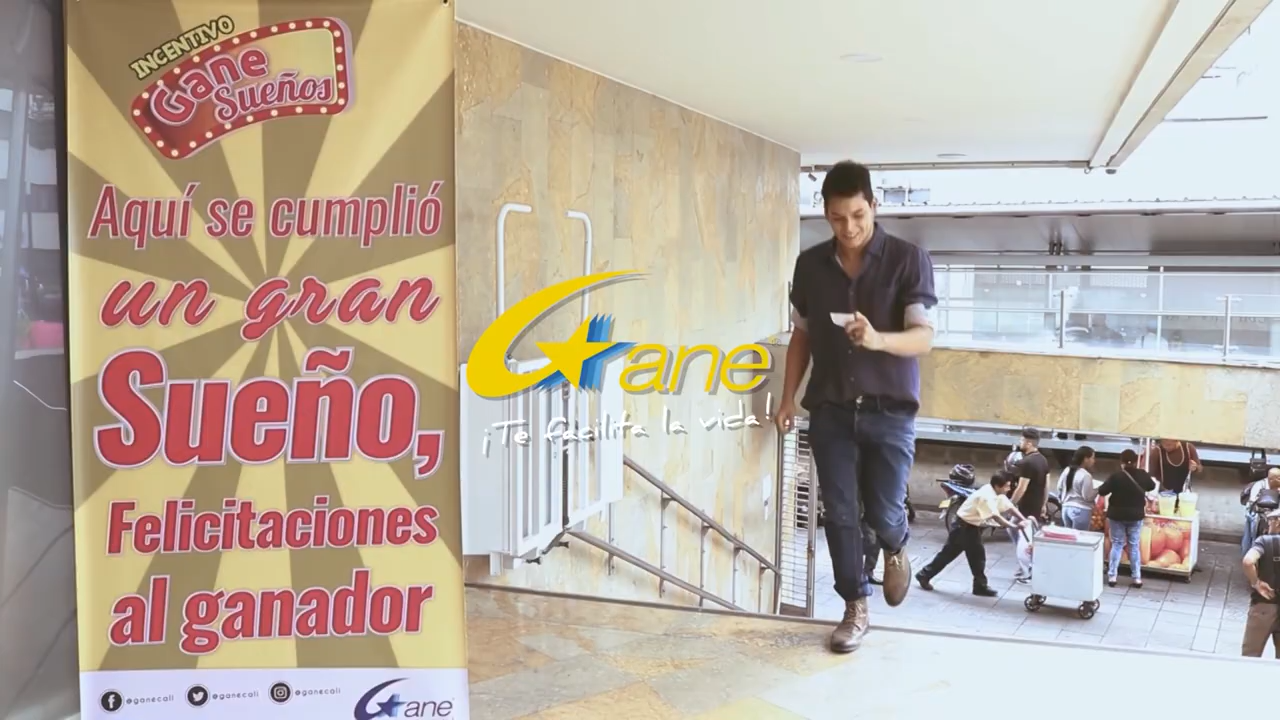 INCENTIVO
Gane
Sueños
Aquí se cumplió
un gran
Sueño,
Felicitaciones
al ganador
@ganecali
@ganecali
@ganecali
Gane
Gane
¡Te facilita la vida!...